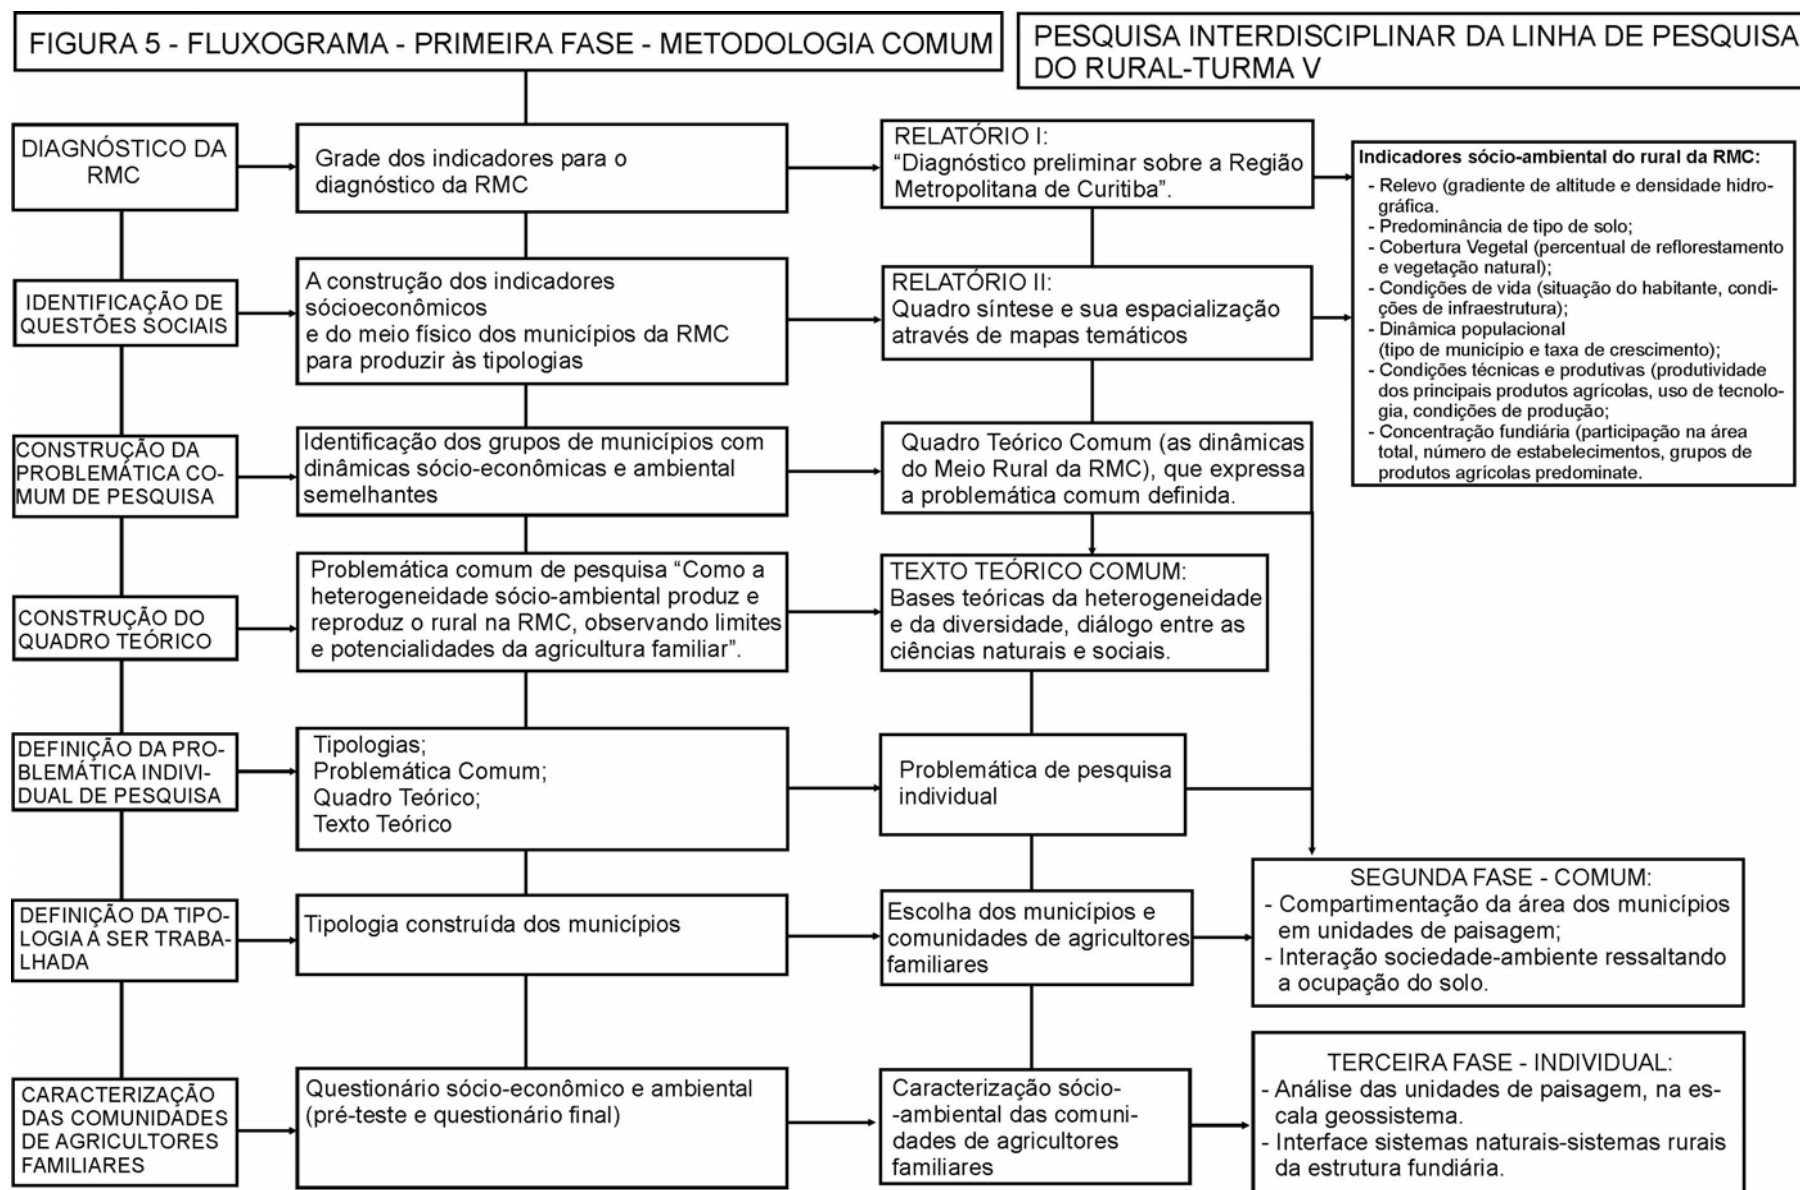 FIGURA 5 - FLUXOGRAMA - PRIMEIRA FASE - METODOLOGIA COMUM
PESQUISA INTERDISCIPLINAR DA LINHA DE PESQUISA
DO RURAL-TURMA V
DIAGNÓSTICO DA
RMC
Grade dos indicadores para o
diagnóstico da RMC
RELATÓRIO I:
“Diagnóstico preliminar sobre a Região
Metropolitana de Curitiba”.
Indicadores sócio-ambiental do rural da RMC:
- Relevo (gradiente de altitude e densidade hidro-
gráfica.
- Predominância de tipo de solo;
- Cobertura Vegetal (percentual de reflorestamento
e vegetação natural);
- Condições de vida (situação do habitante, condi-
ções de infraestrutura);
- Dinâmica populacional
(tipo de município e taxa de crescimento);
- Condições técnicas e produtivas (produtividade
dos principais produtos agrícolas, uso de tecnolo-
gia, condições de produção;
- Concentração fundiária (participação na área
total, número de estabelecimentos, grupos de
produtos agrícolas predominate.
IDENTIFICAÇÃO DE
QUESTÕES SOCIAIS
A construção dos indicadores
sócioeconômicos
e do meio físico dos municípios da RMC
para produzir às tipologias
RELATÓRIO II:
Quadro síntese e sua espacialização
através de mapas temáticos
CONSTRUÇÃO DA
PROBLEMÁTICA CO-
MUM DE PESQUISA
Identificação dos grupos de municípios com
dinâmicas sócio-econômicas e ambiental
semelhantes
Quadro Teórico Comum (as dinâmicas
do Meio Rural da RMC), que expressa
a problemática comum definida.
CONSTRUÇÃO DO
QUADRO TEÓRICO
Problemática comum de pesquisa “Como a
heterogeneidade sócio-ambiental produz e
reproduz o rural na RMC, observando limites
e potencialidades da agricultura familiar”.
TEXTO TEÓRICO COMUM:
Bases teóricas da heterogeneidade
e da diversidade, diálogo entre as
ciências naturais e sociais.
DEFINIÇÃO DA PRO-
BLEMÁTICA INDIVI-
DUAL DE PESQUISA
Tipologias;
Problemática Comum;
Quadro Teórico;
Texto Teórico
Problemática de pesquisa
individual
DEFINIÇÃO DA TIPO-
LOGIA A SER TRABA-
LHADA
Tipologia construída dos municípios
Escolha dos municípios e
comunidades de agricultores
familiares
SEGUNDA FASE - COMUM:
- Compartimentação da área dos municípios
em unidades de paisagem;
- Interação sociedade-ambiente ressaltando
a ocupação do solo.
CARACTERIZAÇÃO
DAS COMUNIDADES
DE AGRICULTORES
FAMILIARES
Questionário sócio-econômico e ambiental
(pré-teste e questionário final)
Caracterização sócio-
-ambiental das comuni-
dades de agricultores
familiares
TERCEIRA FASE - INDIVIDUAL:
- Análise das unidades de paisagem, na es-
cala geossistema.
- Interface sistemas naturais-sistemas rurais
da estrutura fundiária.